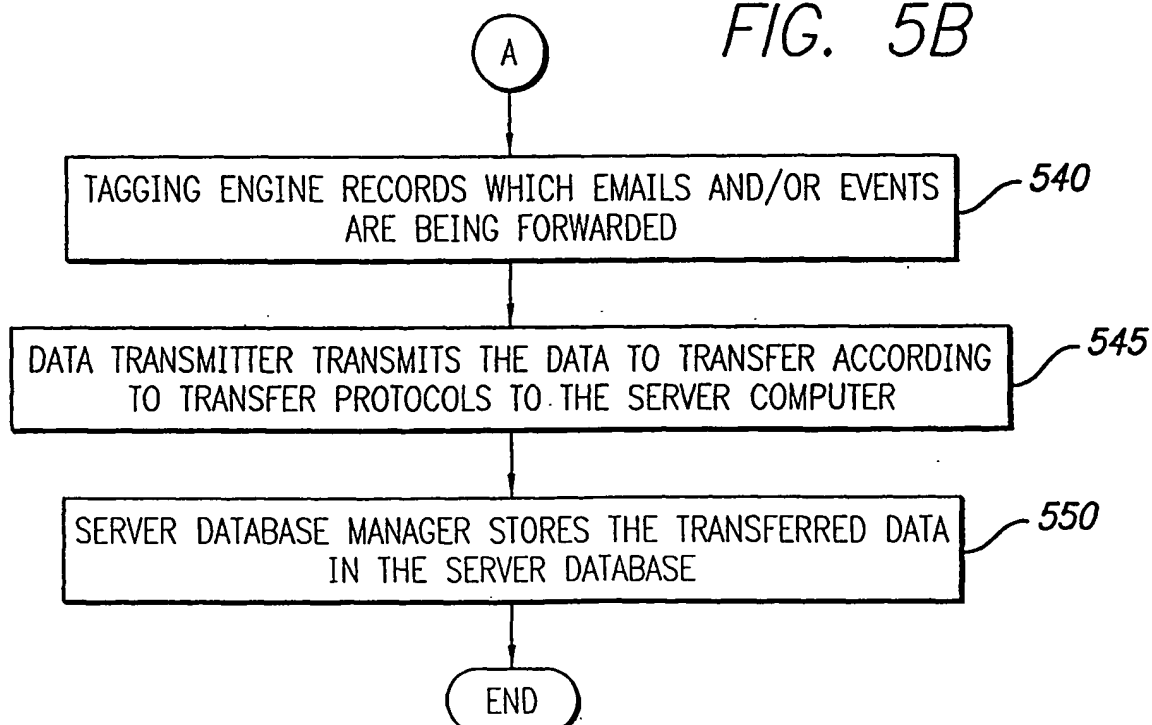 FIG. 5B
A
TAGGING ENGINE RECORDS WHICH EMAILS AND/OR EVENTS
ARE BEING FORWARDED
540
DATA TRANSMITTER TRANSMITS THE DATA TO TRANSFER ACCORDING
TO TRANSFER PROTOCOLS TO THE SERVER COMPUTER
545
SERVER DATABASE MANAGER STORES THE TRANSFERRED DATA
IN THE SERVER DATABASE
550
END